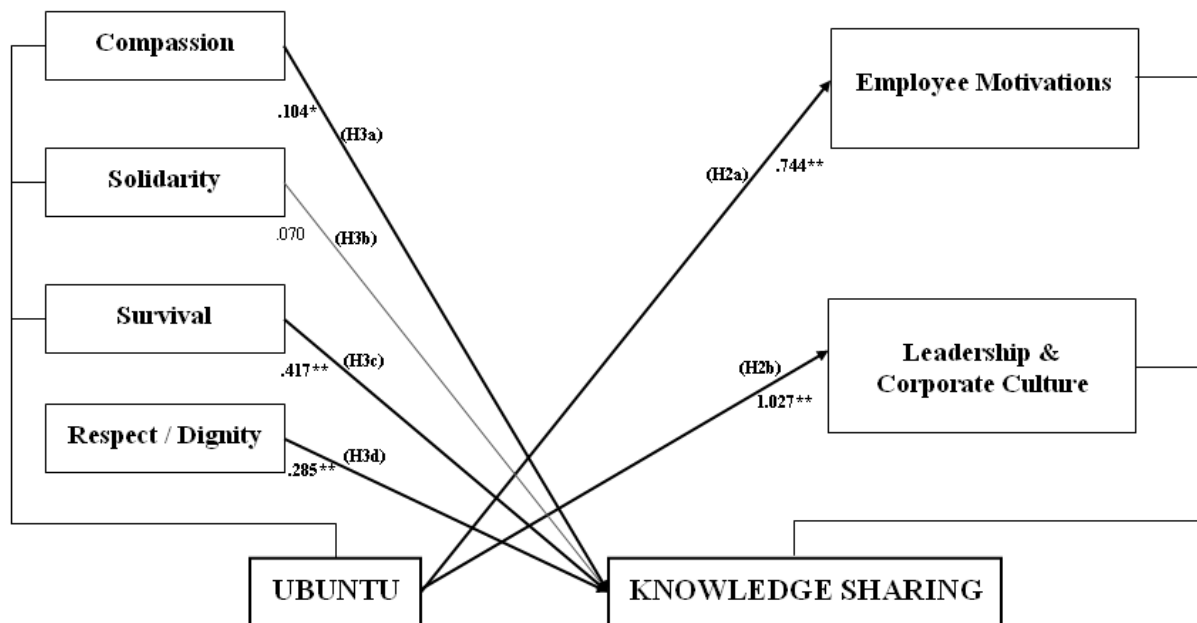 Compassion
.104*
(H3a)
Solidarity
.070
(H3b)
Survival
.417**
(H3c)
Respect / Dignity
.285**
(H3d)
UBUNTU
(H2a)
.744**
Employee Motivations
(H2b)
1.027**
Leadership &
Corporate Culture
KNOWLEDGE SHARING